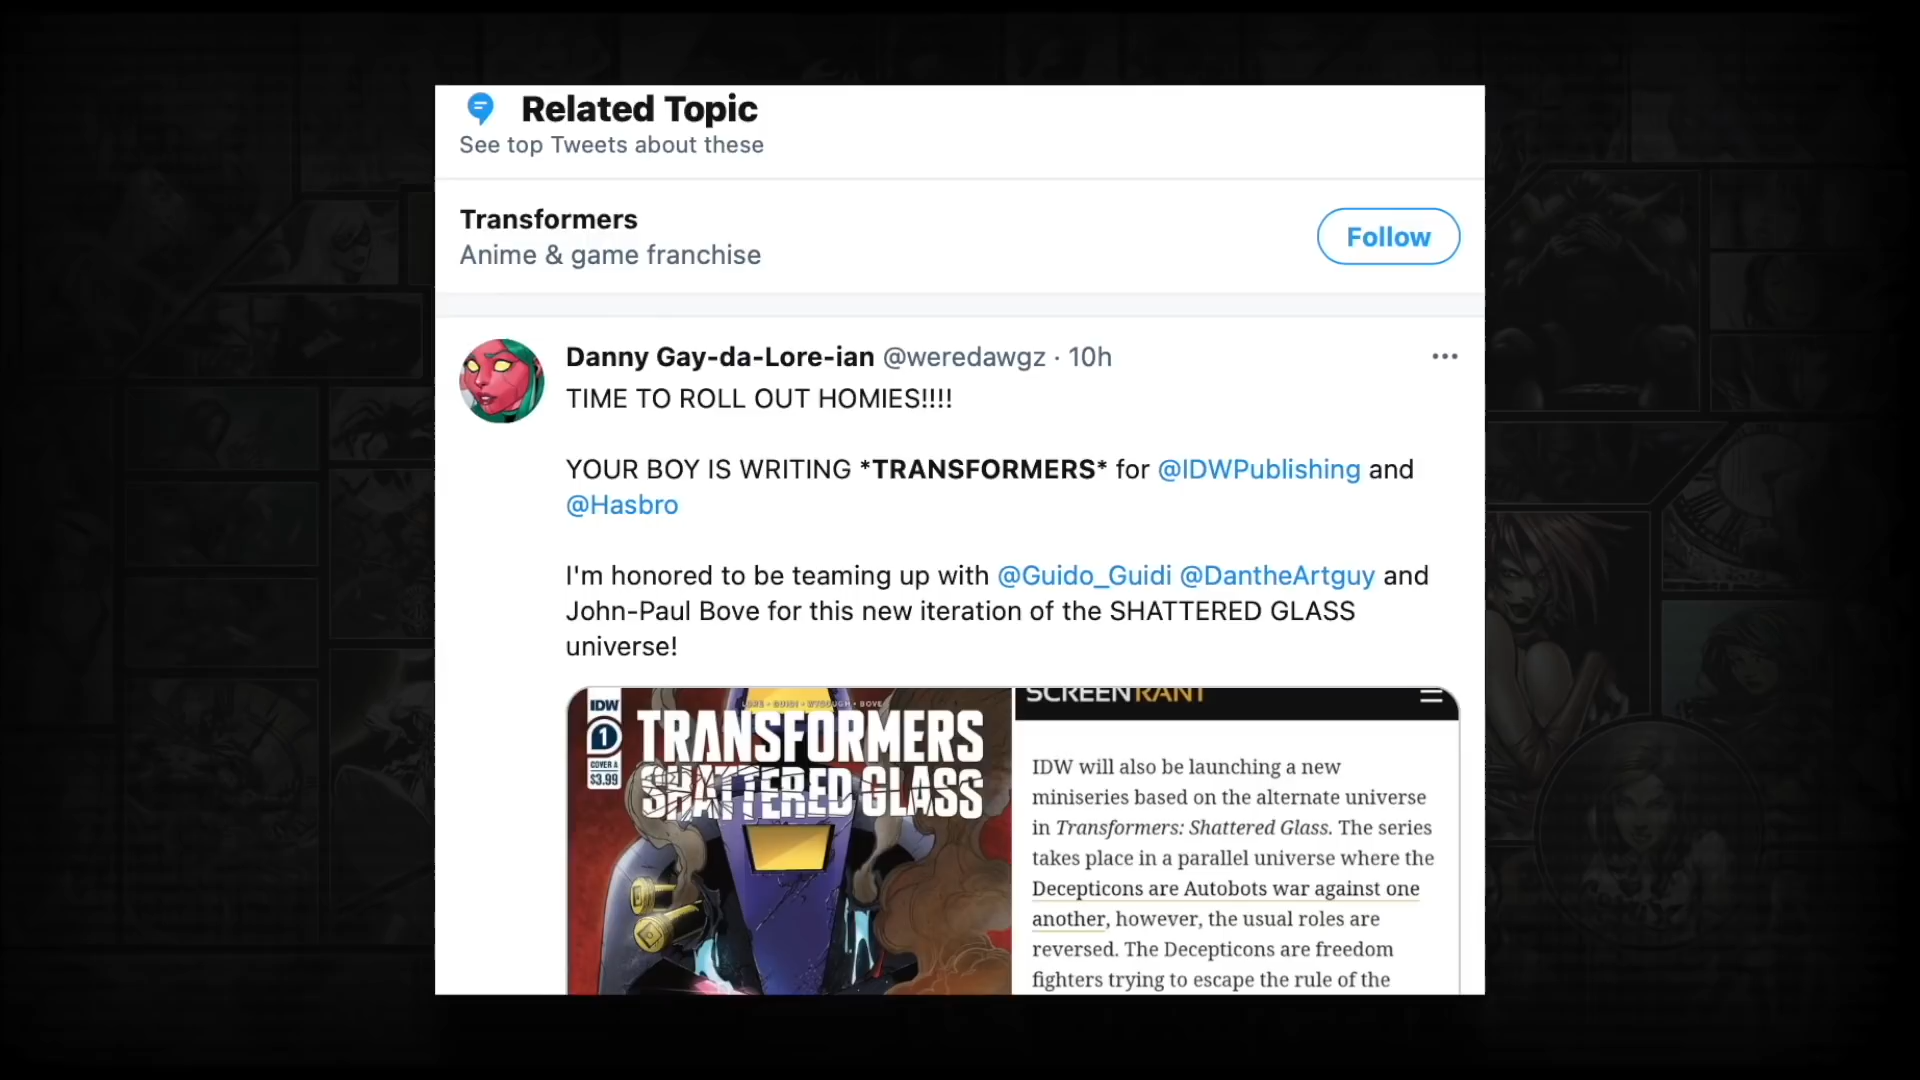 Related Topic
See top Tweets about these
Transformers
Anime & game franchise
Follow
Danny Gay-da-Lore-ian @weredawgz · 10h
TIME TO ROLL OUT HOMIES!!!!
YOUR BOY IS WRITING *TRANSFORMERS* for @IDWPublishing and
@Hasbro
I'm honored to be teaming up with @Guido_Guidi @DantheArtguy and
John-Paul Bove for this new iteration of the SHATTERED GLASS
universe!
IDW
1
COVER A
$3.99
LORE • GUIDI • WYCOUGH • BOVE
TRANSFORMERS
SHATTERED GLASS
SCREENRANT
IDW will also be launching a new
miniseries based on the alternate universe
in Transformers: Shattered Glass. The series
takes place in a parallel universe where the
Decepticons are Autobots war against one
another, however, the usual roles are
reversed. The Decepticons are freedom
fighters trying to escape the rule of the